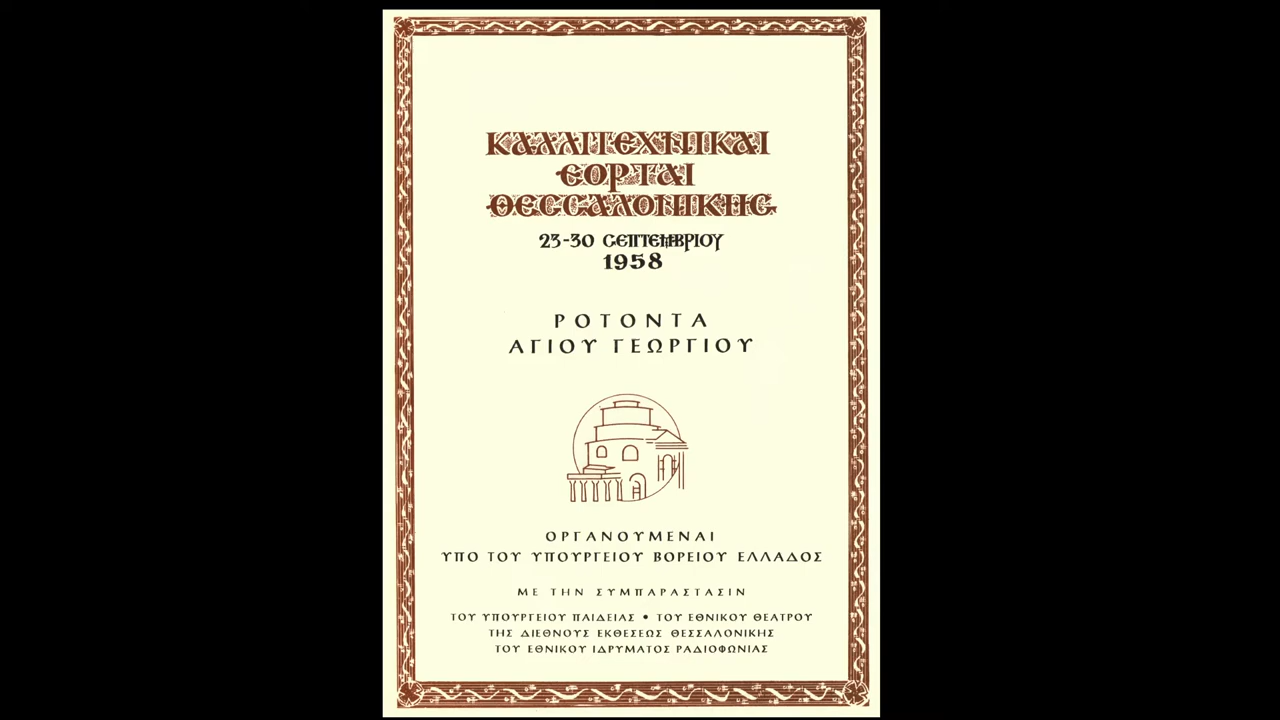 ΚΑΛΛΙΤΕΧΝΙΚΑΙ
ΕΟΡΤΑΙ
ΘΕΣΣΑΛΟΝΙΚΗΣ
23-30 ΣΕΠΤΕΜΒΡΙΟΥ
1958
ΡΟΤΟΝΤΑ
ΑΓΙΟΥ ΓΕΩΡΓΙΟΥ
ΟΡΓΑΝΟΥΜΕΝΑΙ
ΥΠΟ ΤΟΥ ΥΠΟΥΡΓΕΙΟΥ ΒΟΡΕΙΟΥ ΕΛΛΑΔΟΣ
ΜΕ ΤΗΝ ΣΥΜΠΑΡΑΣΤΑΣΙΝ
ΤΟΥ ΥΠΟΥΡΓΕΙΟΥ ΠΑΙΔΕΙΑΣ • ΤΟΥ ΕΘΝΙΚΟΥ ΘΕΑΤΡΟΥ
ΤΗΣ ΔΙΕΘΝΟΥΣ ΕΚΘΕΣΕΩΣ ΘΕΣΣΑΛΟΝΙΚΗΣ
ΤΟΥ ΕΘΝΙΚΟΥ ΙΔΡΥΜΑΤΟΣ ΡΑΔΙΟΦΩΝΙΑΣ